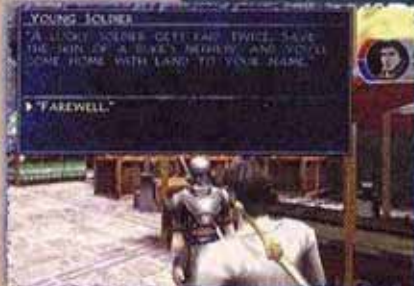 YOUNG SOLDIER
"A LUCKY SOLDIER GETS PAID TWICE. SAVE
THE SKIN OF A DUKE'S NEPHEW, AND YOU'LL
COME HOME WITH LAND TO YOUR NAME."
"FAREWELL."